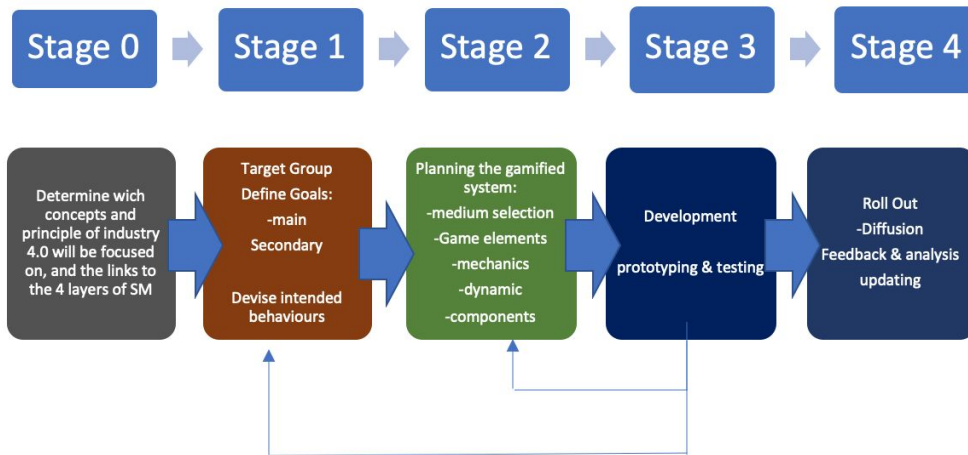 Stage 0
Stage 1
Stage 2
Stage 3
Stage 4
Determine wich
concepts and
principle of industry
4.0 will be focused
on, and the links to
the 4 layers of SM
Target Group
Define Goals:
-main
Secondary
Devise intended
behaviours
Planning the gamified
system:
-medium selection
-Game elements
-mechanics
-dynamic
-components
Development
prototyping & testing
Roll Out
-Diffusion
Feedback & analysis
updating